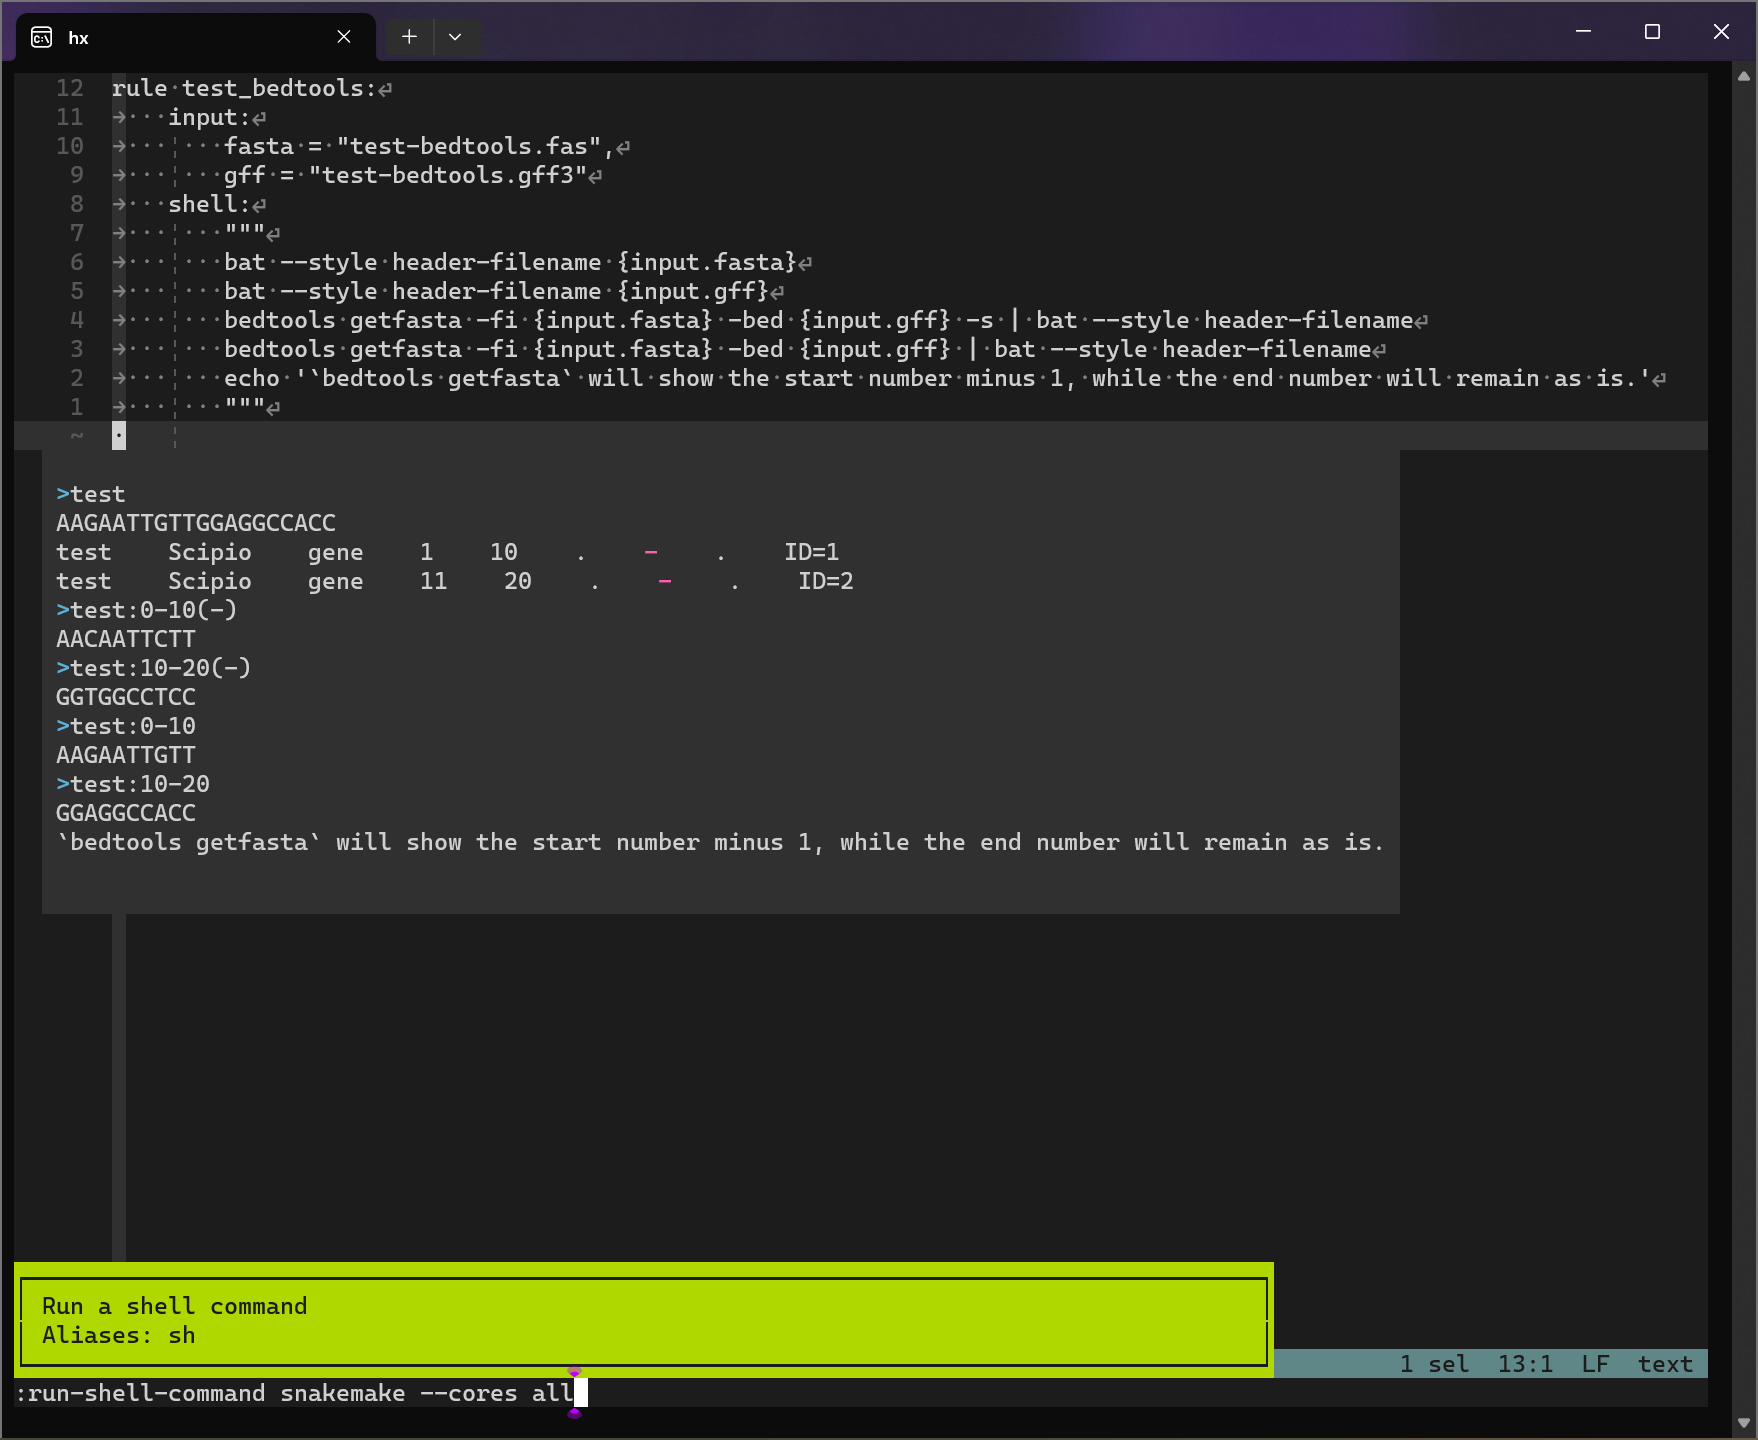 hx
12 rule·test_bedtools:⏎
11 →···input:⏎
10 →···╎···fasta·=·"test-bedtools.fas",⏎
9 →···╎···gff·=·"test-bedtools.gff3"⏎
8 →···shell:⏎
7 →···╎···"""⏎
6 →···╎···bat·--style·header-filename·{input.fasta}⏎
5 →···╎···bat·--style·header-filename·{input.gff}⏎
4 →···╎···bedtools·getfasta·-fi·{input.fasta}·-bed·{input.gff}·-s·|·bat·--style·header-filename⏎
3 →···╎···bedtools·getfasta·-fi·{input.fasta}·-bed·{input.gff}·|·bat·--style·header-filename⏎
2 →···╎···echo·'`bedtools·getfasta`·will·show·the·start·number·minus·1,·while·the·end·number·will·remain·as·is.'⏎
1 →···╎···"""⏎
~ ·   ╎
>test
AAGAATTGTTGGAGGCCACC
test    Scipio    gene    1    10    .    -    .    ID=1
test    Scipio    gene    11    20    .    -    .    ID=2
>test:0-10(-)
AACAATTCTT
>test:10-20(-)
GGTGGCCTCC
>test:0-10
AAGAATTGTT
>test:10-20
GGAGGCCACC
`bedtools getfasta` will show the start number minus 1, while the end number will remain as is.
Run a shell command
Aliases: sh
1 sel  13:1  LF  text
:run-shell-command snakemake --cores all